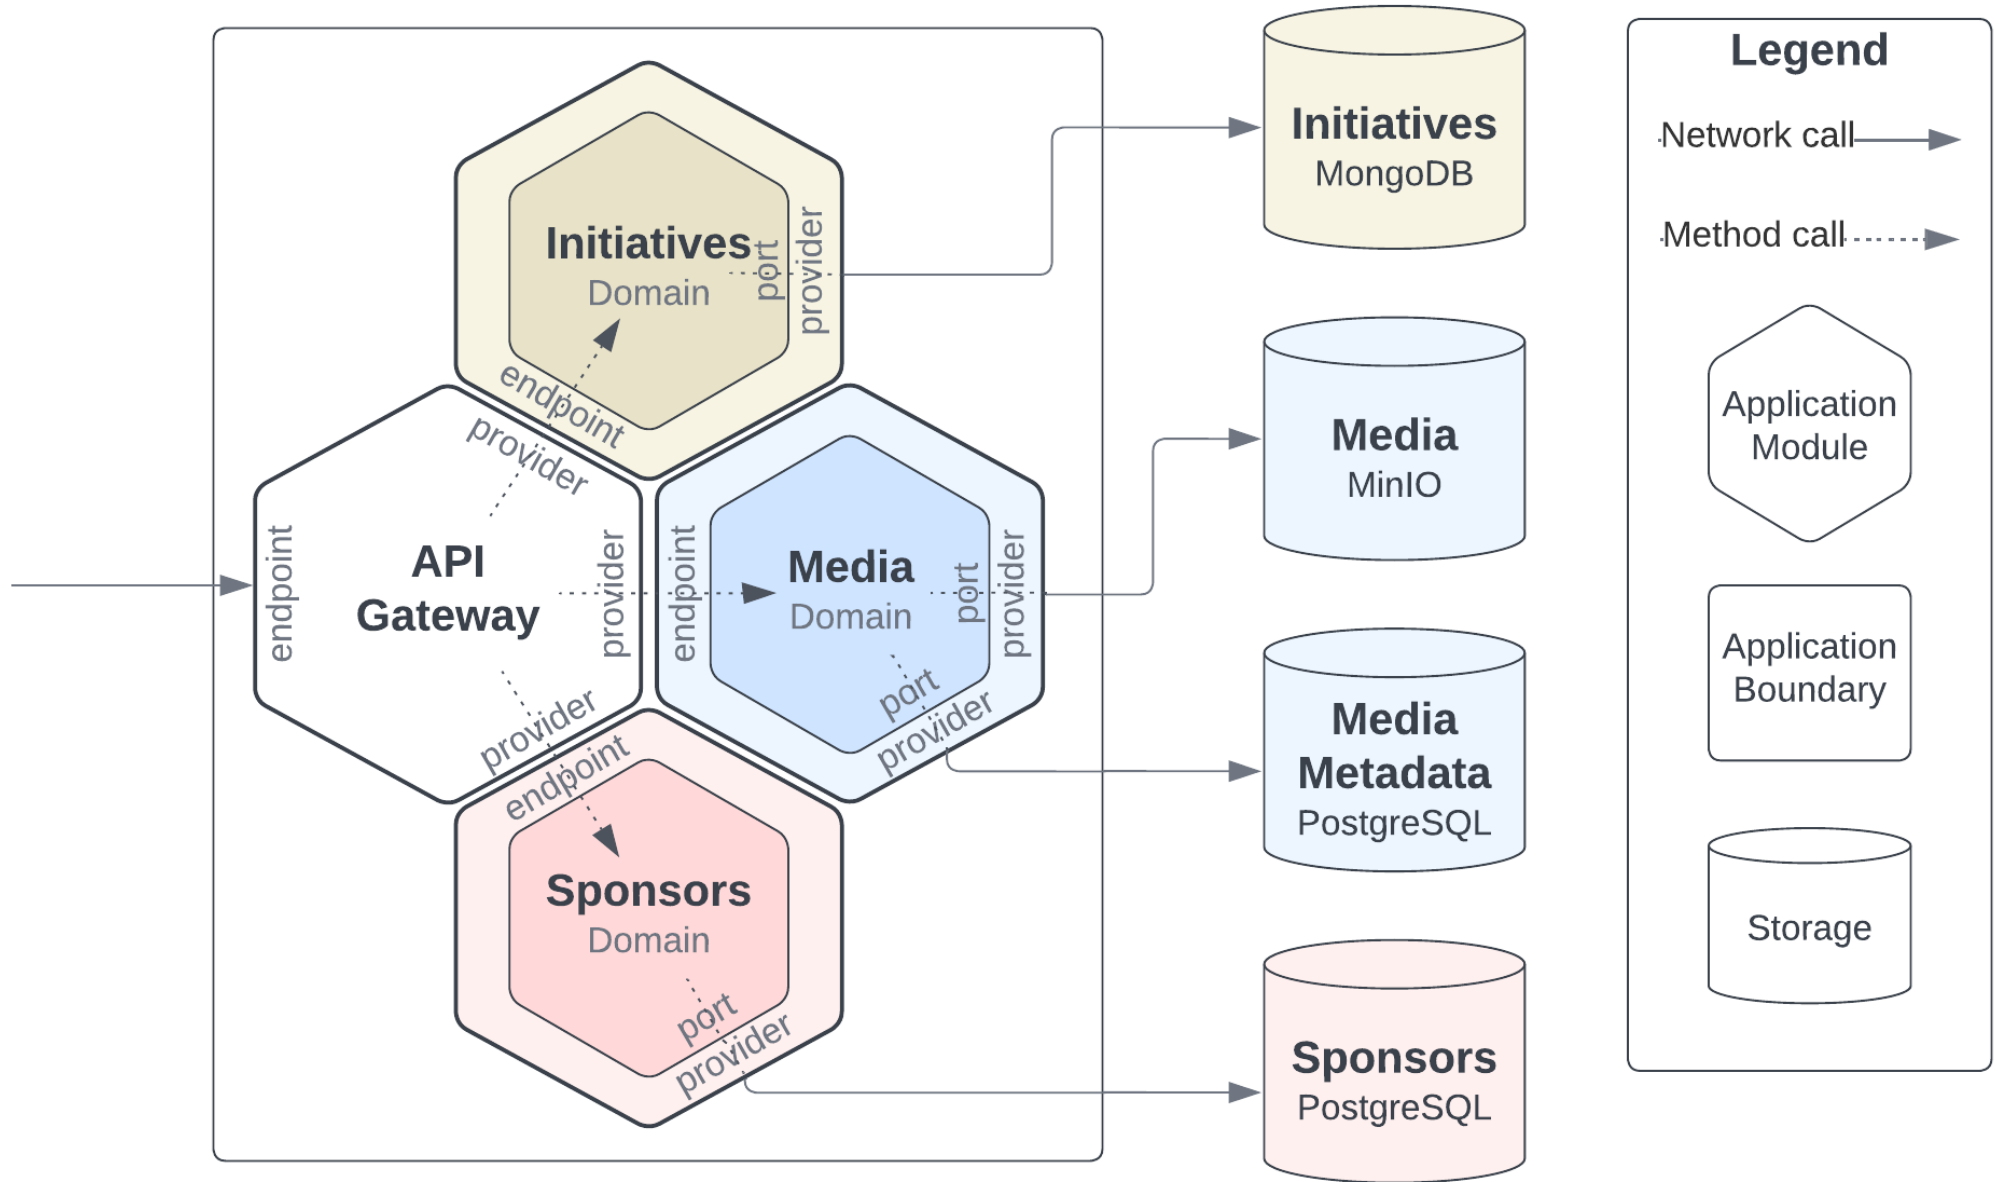 Initiatives
Domain
port
provider
endpoint
provider
API
Gateway
endpoint
provider
provider
endpoint
Media
Domain
port
provider
port
provider
endpoint
Sponsors
Domain
port
provider
Initiatives
MongoDB
Media
MinIO
Media
Metadata
PostgreSQL
Sponsors
PostgreSQL
Legend
Network call
Method call
Application
Module
Application
Boundary
Storage